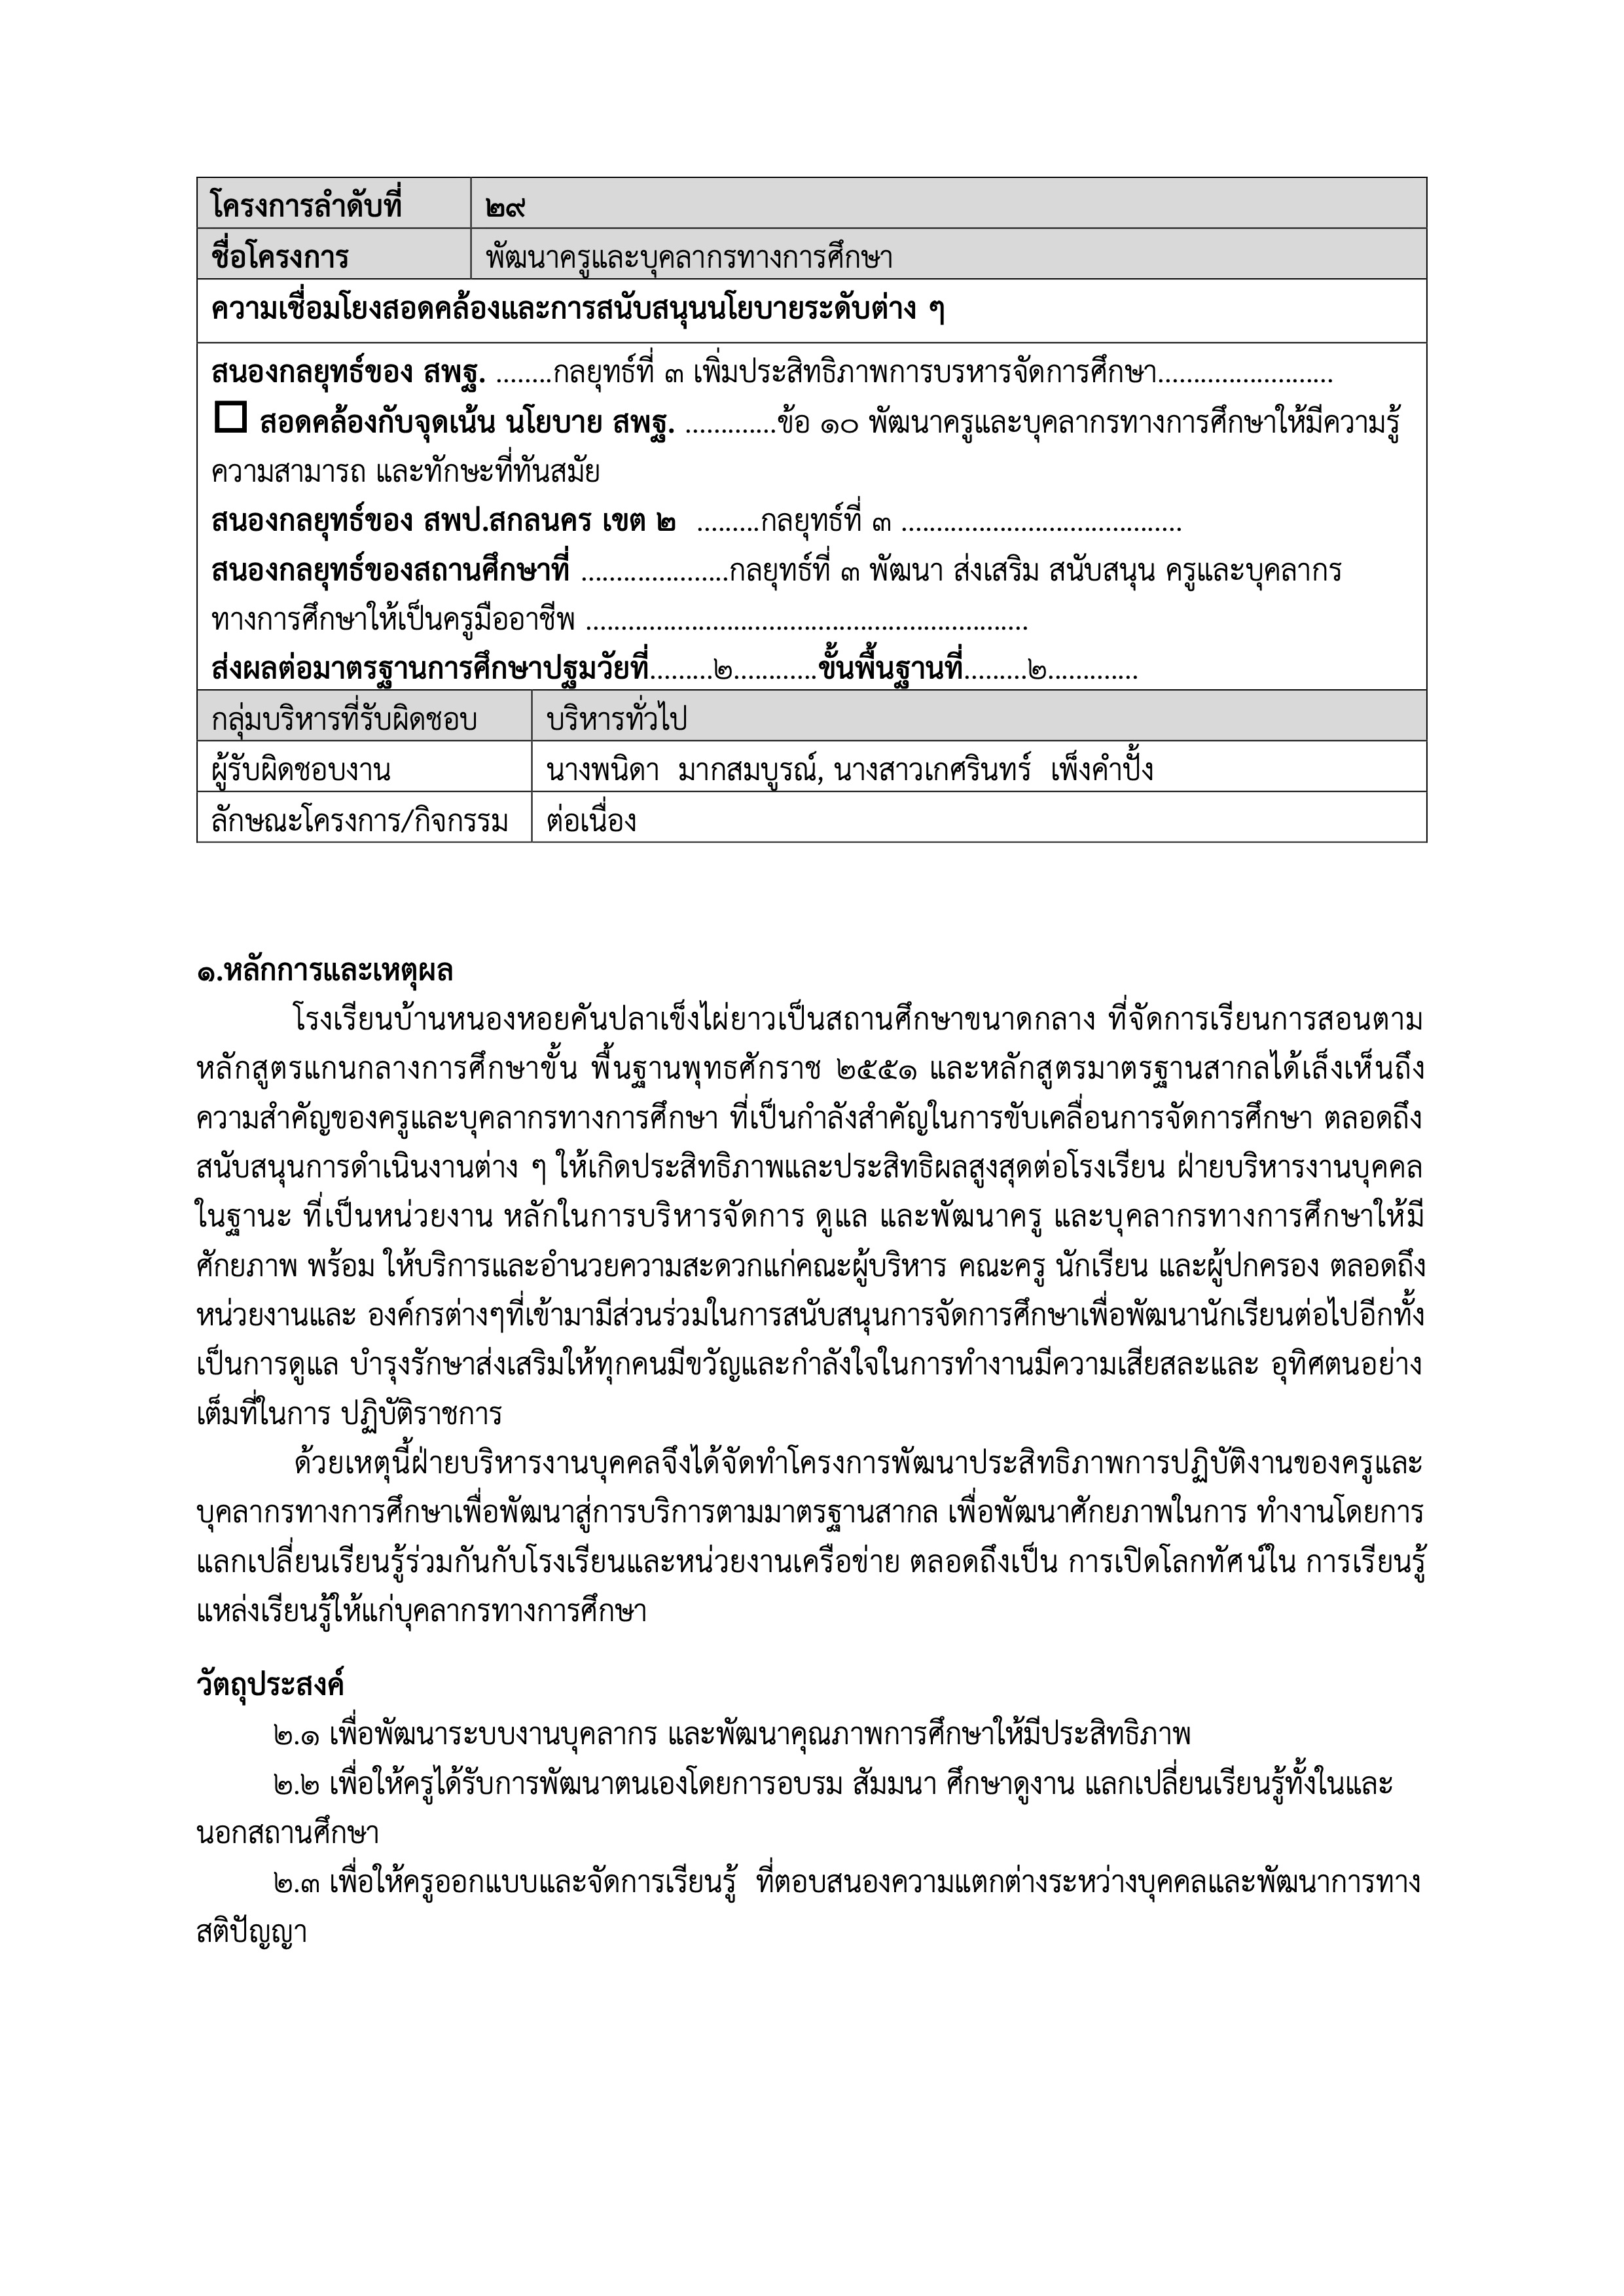 โครงการลำดับที่ ๒๙
ชื่อโครงการ พัฒนาครูและบุคลากรทางการศึกษา
ความเชื่อมโยงสอดคล้องและการสนับสนุนนโยบายระดับต่าง ๆ
สนองกลยุทธ์ของ สพฐ. ........กลยุทธ์ที่ ๓ เพิ่มประสิทธิภาพการบรหารจัดการศึกษา.........................
☐ สอดคล้องกับจุดเน้น นโยบาย สพฐ. .............ข้อ ๑๐ พัฒนาครูและบุคลากรทางการศึกษาให้มีความรู้
ความสามารถ และทักษะที่ทันสมัย
สนองกลยุทธ์ของ สพป.สกลนคร เขต ๒ .........กลยุทธ์ที่ ๓ ........................................
สนองกลยุทธ์ของสถานศึกษาที่ .....................กลยุทธ์ที่ ๓ พัฒนา ส่งเสริม สนับสนุน ครูและบุคลากร
ทางการศึกษาให้เป็นครูมืออาชีพ ...............................................................
ส่งผลต่อมาตรฐานการศึกษาปฐมวัยที่.........๒............ขั้นพื้นฐานที่.........๒.............
กลุ่มบริหารที่รับผิดชอบ บริหารทั่วไป
ผู้รับผิดชอบงาน นางพนิดา มากสมบูรณ์, นางสาวเกศรินทร์ เพ็งคำปั้ง
ลักษณะโครงการ/กิจกรรม ต่อเนื่อง
๑.หลักการและเหตุผล
โรงเรียนบ้านหนองหอยคันปลาเข็งไผ่ยาวเป็นสถานศึกษาขนาดกลาง ที่จัดการเรียนการสอนตาม
หลักสูตรแกนกลางการศึกษาขั้น พื้นฐานพุทธศักราช ๒๕๕๑ และหลักสูตรมาตรฐานสากลได้เล็งเห็นถึง
ความสำคัญของครูและบุคลากรทางการศึกษา ที่เป็นกำลังสำคัญในการขับเคลื่อนการจัดการศึกษา ตลอดถึง
สนับสนุนการดำเนินงานต่าง ๆ ให้เกิดประสิทธิภาพและประสิทธิผลสูงสุดต่อโรงเรียน ฝ่ายบริหารงานบุคคล
ในฐานะ ที่เป็นหน่วยงาน หลักในการบริหารจัดการ ดูแล และพัฒนาครู และบุคลากรทางการศึกษาให้มี
ศักยภาพ พร้อม ให้บริการและอำนวยความสะดวกแก่คณะผู้บริหาร คณะครู นักเรียน และผู้ปกครอง ตลอดถึง
หน่วยงานและ องค์กรต่างๆที่เข้ามามีส่วนร่วมในการสนับสนุนการจัดการศึกษาเพื่อพัฒนานักเรียนต่อไปอีกทั้ง
เป็นการดูแล บำรุงรักษาส่งเสริมให้ทุกคนมีขวัญและกำลังใจในการทำงานมีความเสียสละและ อุทิศตนอย่าง
เต็มที่ในการ ปฏิบัติราชการ
ด้วยเหตุนี้ฝ่ายบริหารงานบุคคลจึงได้จัดทำโครงการพัฒนาประสิทธิภาพการปฏิบัติงานของครูและ
บุคลากรทางการศึกษาเพื่อพัฒนาสู่การบริการตามมาตรฐานสากล เพื่อพัฒนาศักยภาพในการ ทำงานโดยการ
แลกเปลี่ยนเรียนรู้ร่วมกันกับโรงเรียนและหน่วยงานเครือข่าย ตลอดถึงเป็น การเปิดโลกทัศน์ใน การเรียนรู้
แหล่งเรียนรู้ให้แก่บุคลากรทางการศึกษา
วัตถุประสงค์
๒.๑ เพื่อพัฒนาระบบงานบุคลากร และพัฒนาคุณภาพการศึกษาให้มีประสิทธิภาพ
๒.๒ เพื่อให้ครูได้รับการพัฒนาตนเองโดยการอบรม สัมมนา ศึกษาดูงาน แลกเปลี่ยนเรียนรู้ทั้งในและ
นอกสถานศึกษา
๒.๓ เพื่อให้ครูออกแบบและจัดการเรียนรู้ ที่ตอบสนองความแตกต่างระหว่างบุคคลและพัฒนาการทาง
สติปัญญา